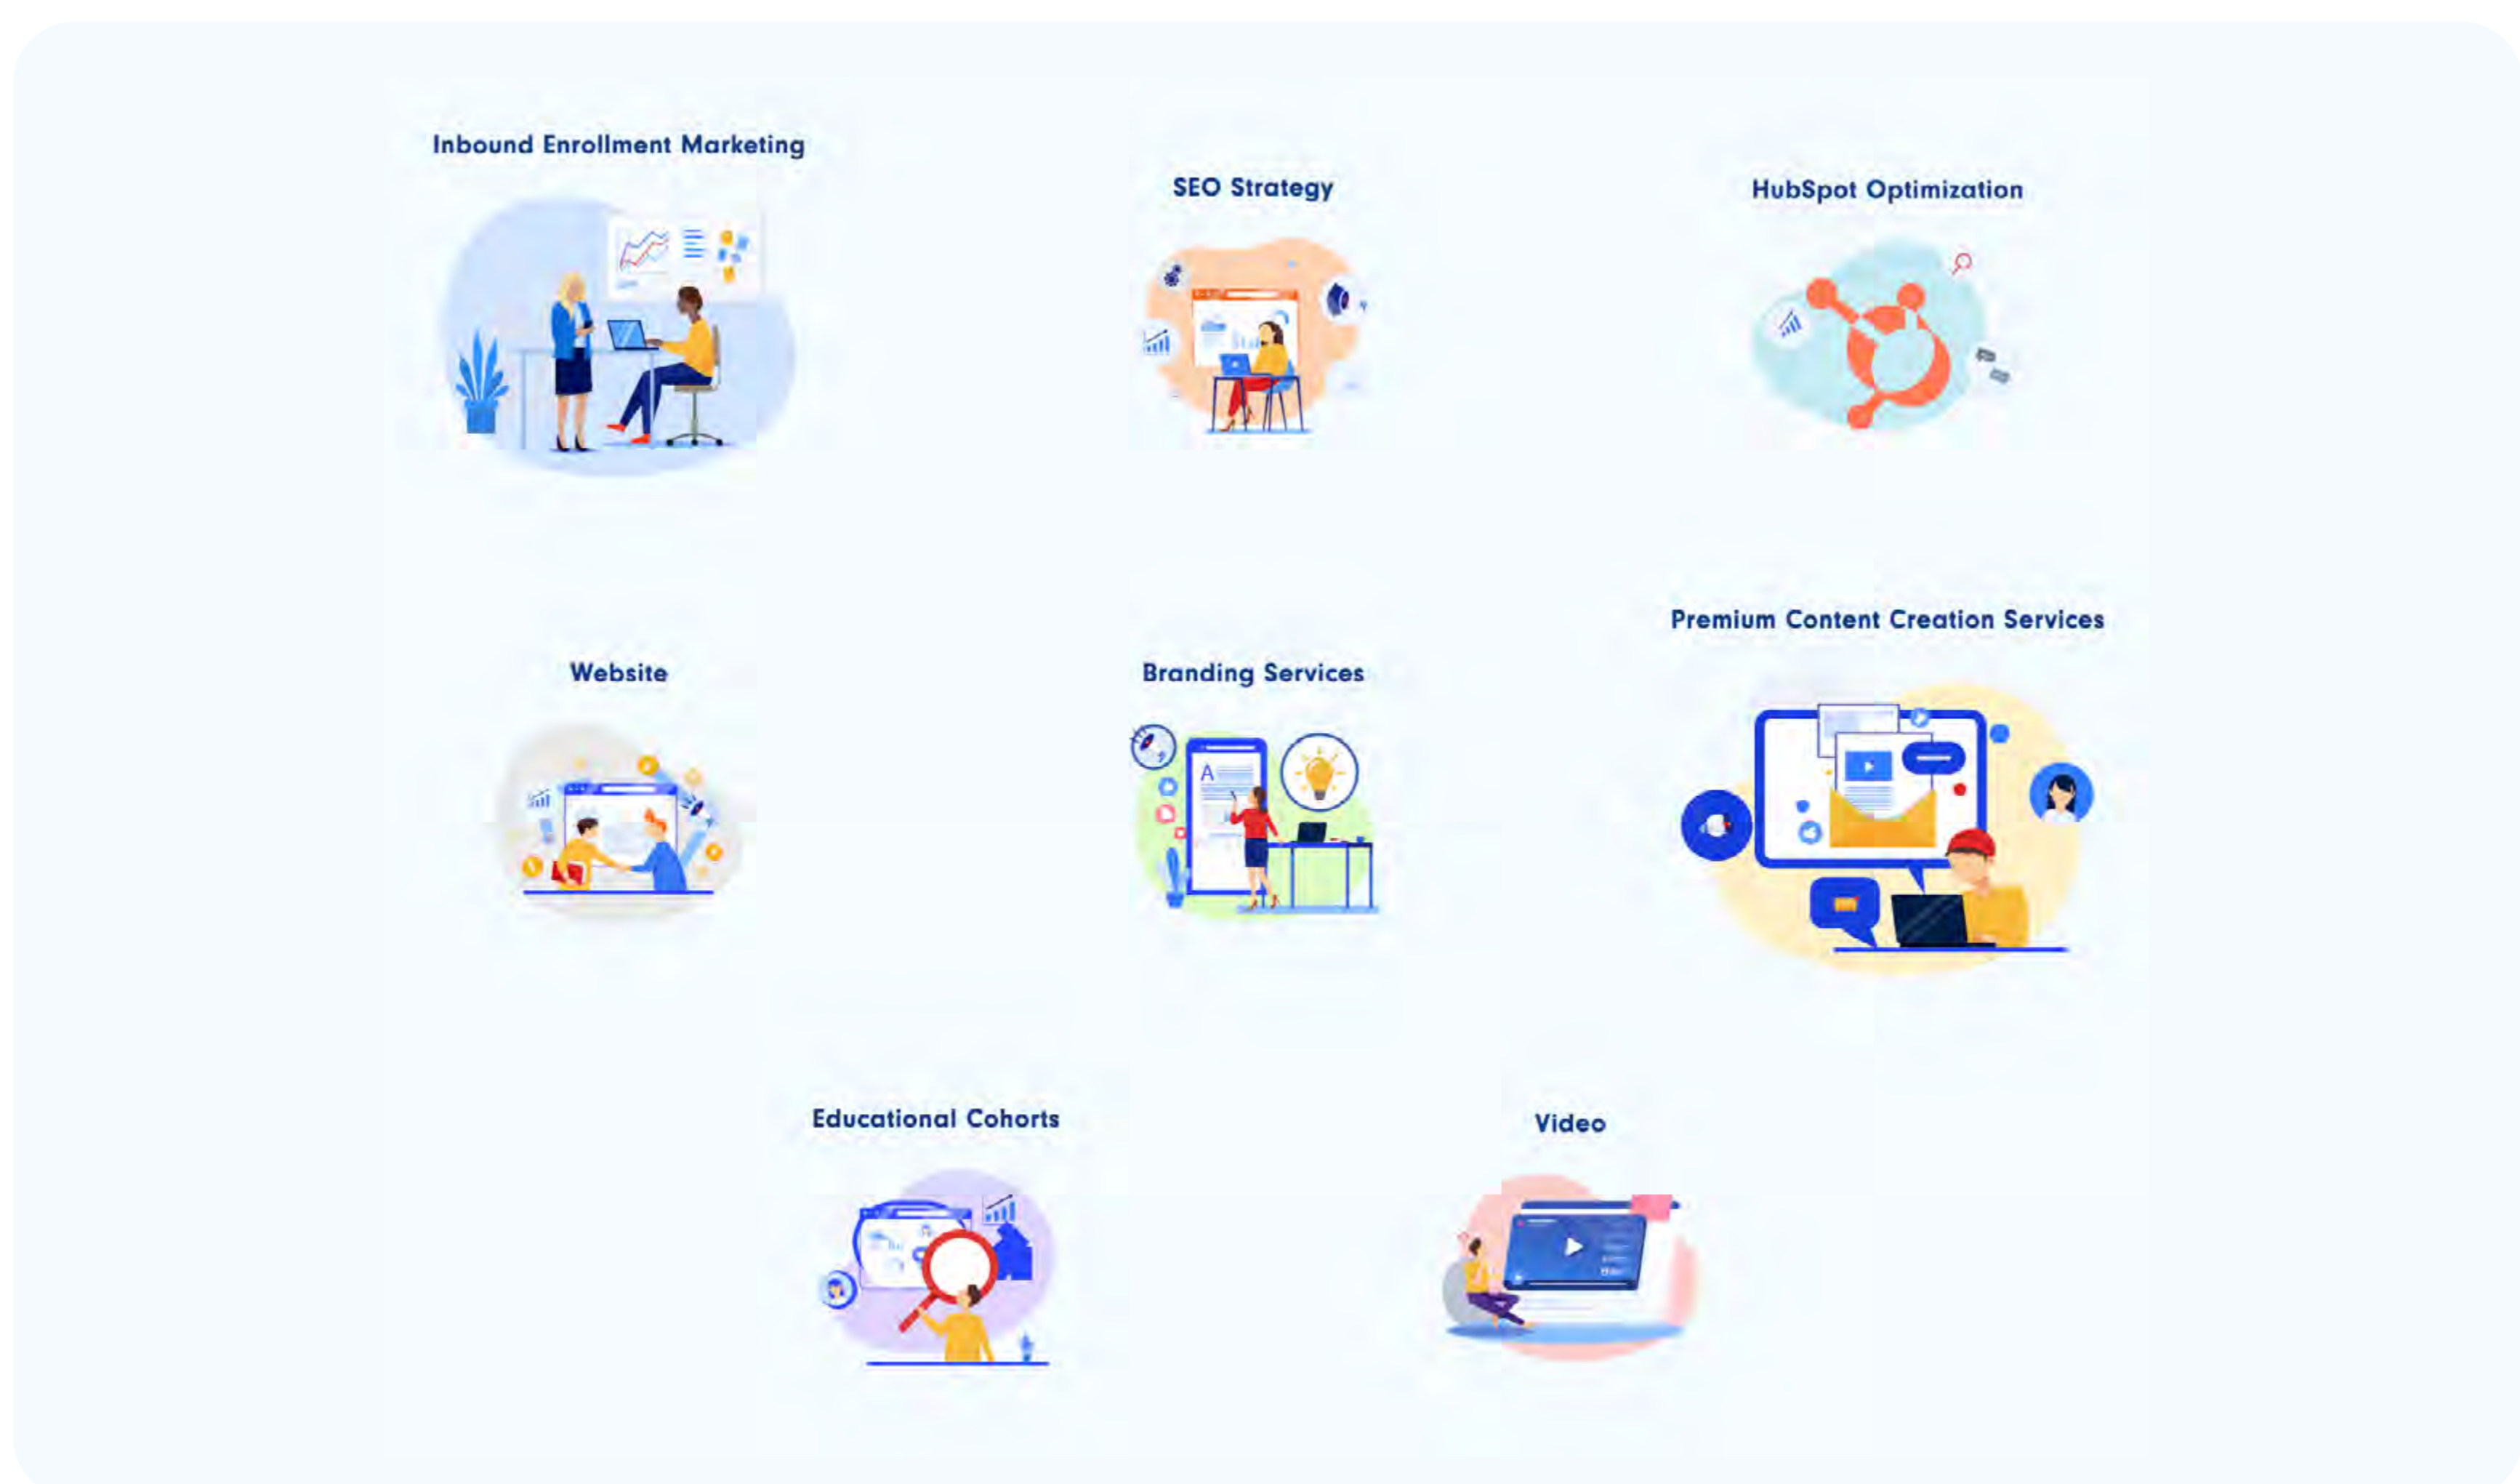 Inbound Enrollment Marketing
SEO Strategy
HubSpot Optimization
Website
Branding Services
Premium Content Creation Services
A
Educational Cohorts
Video